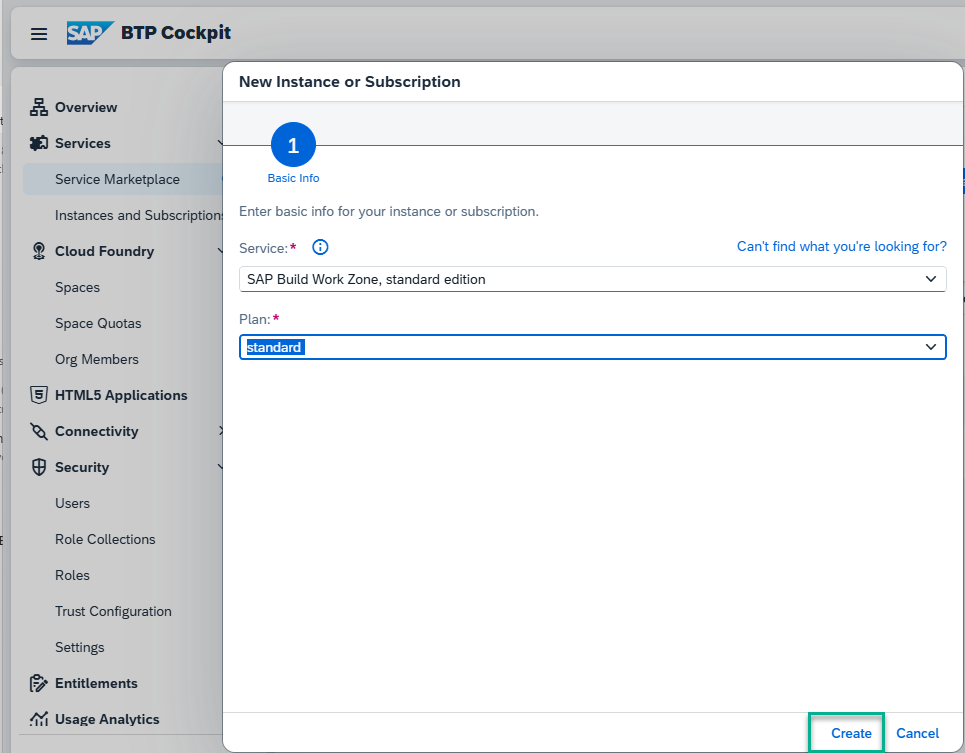 SAP BTP Cockpit
Overview
Services
Service Marketplace
Instances and Subscriptions
Cloud Foundry
Spaces
Space Quotas
Org Members
HTML5 Applications
Connectivity
Security
Users
Role Collections
Roles
Trust Configuration
Settings
Entitlements
Usage Analytics
New Instance or Subscription
1
Basic Info
Enter basic info for your instance or subscription.
Service:*
Can't find what you're looking for?
SAP Build Work Zone, standard edition
Plan:*
standard
Create
Cancel